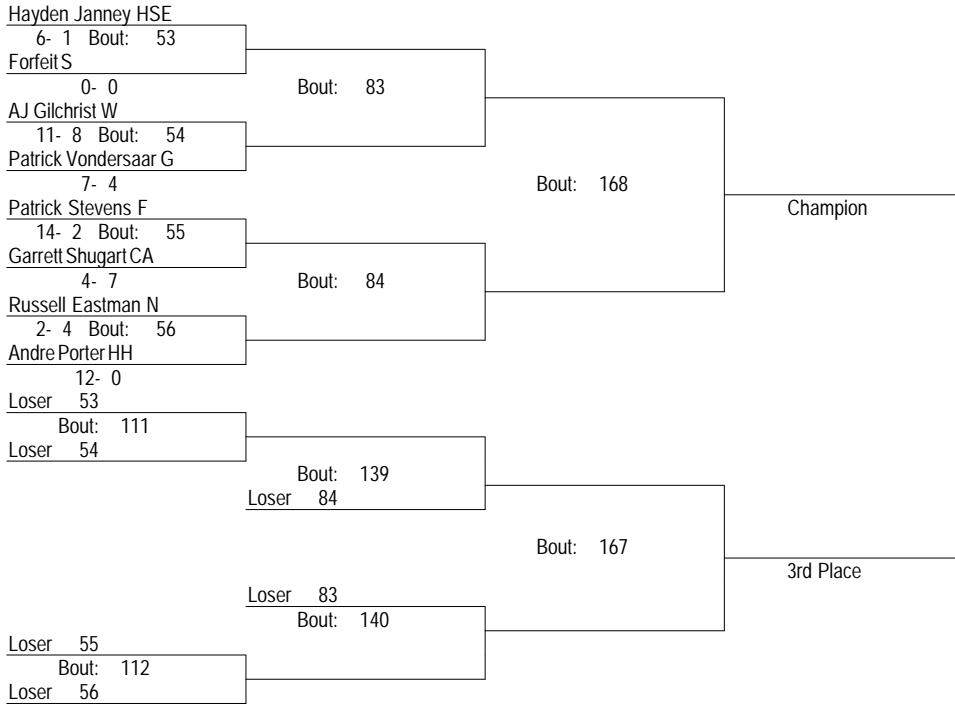 Hayden Janney HSE
6- 1 Bout: 53
Forfeit S
0- 0
Bout: 83
AJ Gilchrist W
11- 8 Bout: 54
Patrick Vondersaar G
7- 4
Bout: 168
Champion
Patrick Stevens F
14- 2 Bout: 55
Garrett Shugart CA
4- 7
Bout: 84
Russell Eastman N
2- 4 Bout: 56
Andre Porter HH
12- 0
Loser 53
Bout: 111
Loser 54
Bout: 139
Loser 84
Bout: 167
3rd Place
Loser 83
Bout: 140
Loser 55
Bout: 112
Loser 56